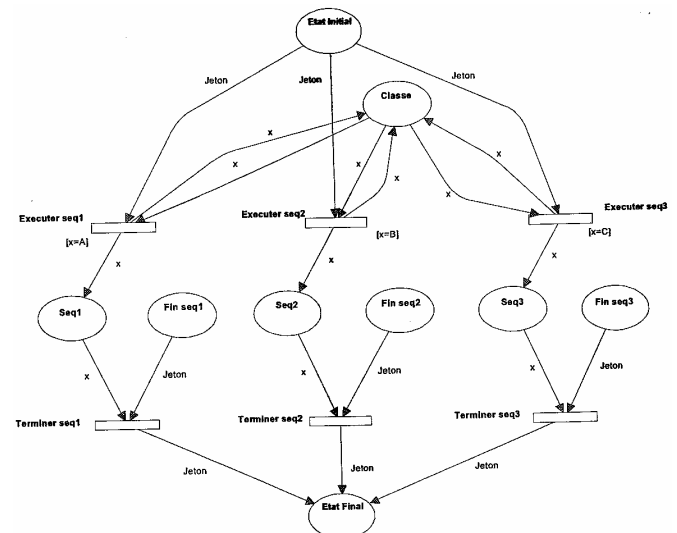 Etat Initial
Jeton
Jeton
Jeton
Classe
x
x
x
x
x
x
Executer seq1
Executer seq2
Executer seq3
[x=A]
[x=B]
[x=C]
x
x
x
Seq1
Fin seq1
Seq2
Fin seq2
Seq3
Fin seq3
x
Jeton
x
Jeton
x
Jeton
Terminer seq1
Terminer seq2
Terminer seq3
Jeton
Jeton
Jeton
Etat Final